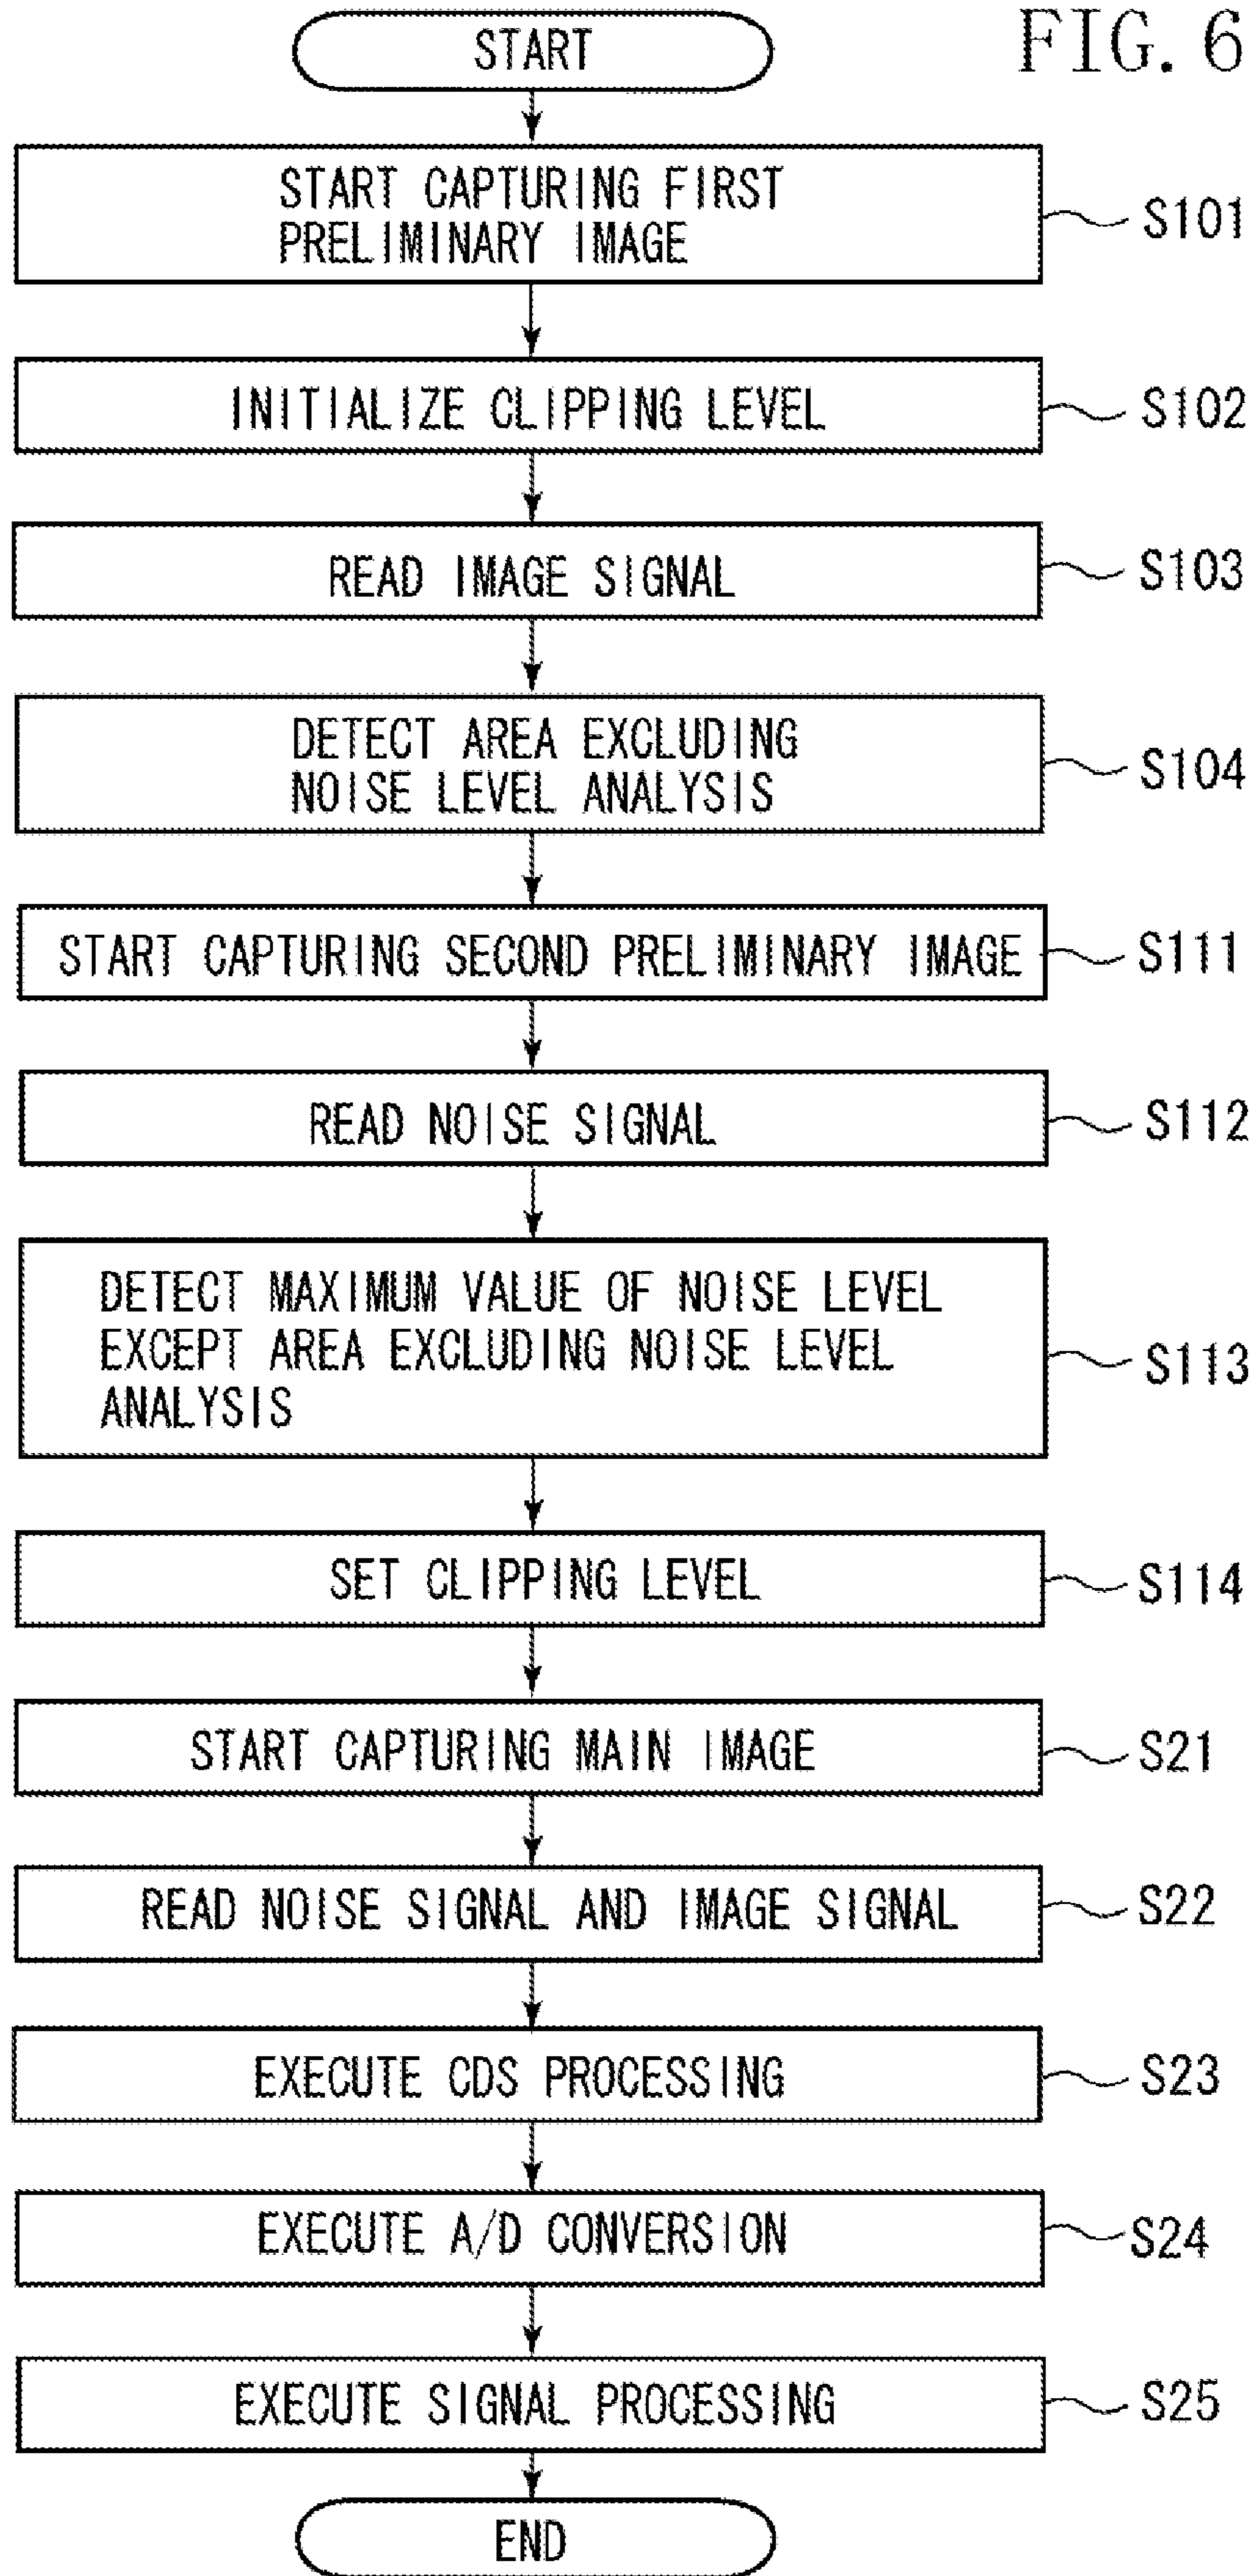 FIG. 6
START
START CAPTURING FIRST
PRELIMINARY IMAGE
S101
INITIALIZE CLIPPING LEVEL
S102
READ IMAGE SIGNAL
S103
DETECT AREA EXCLUDING
NOISE LEVEL ANALYSIS
S104
START CAPTURING SECOND PRELIMINARY IMAGE
S111
READ NOISE SIGNAL
S112
DETECT MAXIMUM VALUE OF NOISE LEVEL
EXCEPT AREA EXCLUDING NOISE LEVEL
ANALYSIS
S113
SET CLIPPING LEVEL
S114
START CAPTURING MAIN IMAGE
S21
READ NOISE SIGNAL AND IMAGE SIGNAL
S22
EXECUTE CDS PROCESSING
S23
EXECUTE A/D CONVERSION
S24
EXECUTE SIGNAL PROCESSING
S25
END